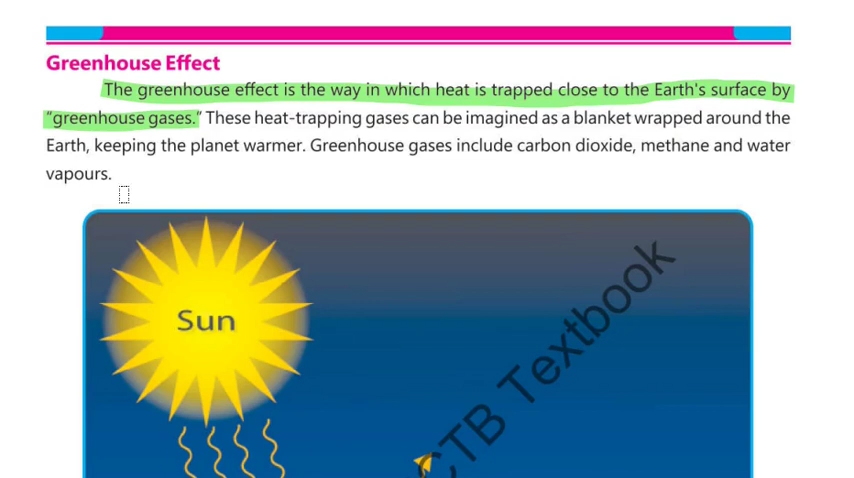 Greenhouse Effect
The greenhouse effect is the way in which heat is trapped close to the Earth's surface by
"greenhouse gases." These heat-trapping gases can be imagined as a blanket wrapped around the
Earth, keeping the planet warmer. Greenhouse gases include carbon dioxide, methane and water
vapours.
Sun
CTB Textbook